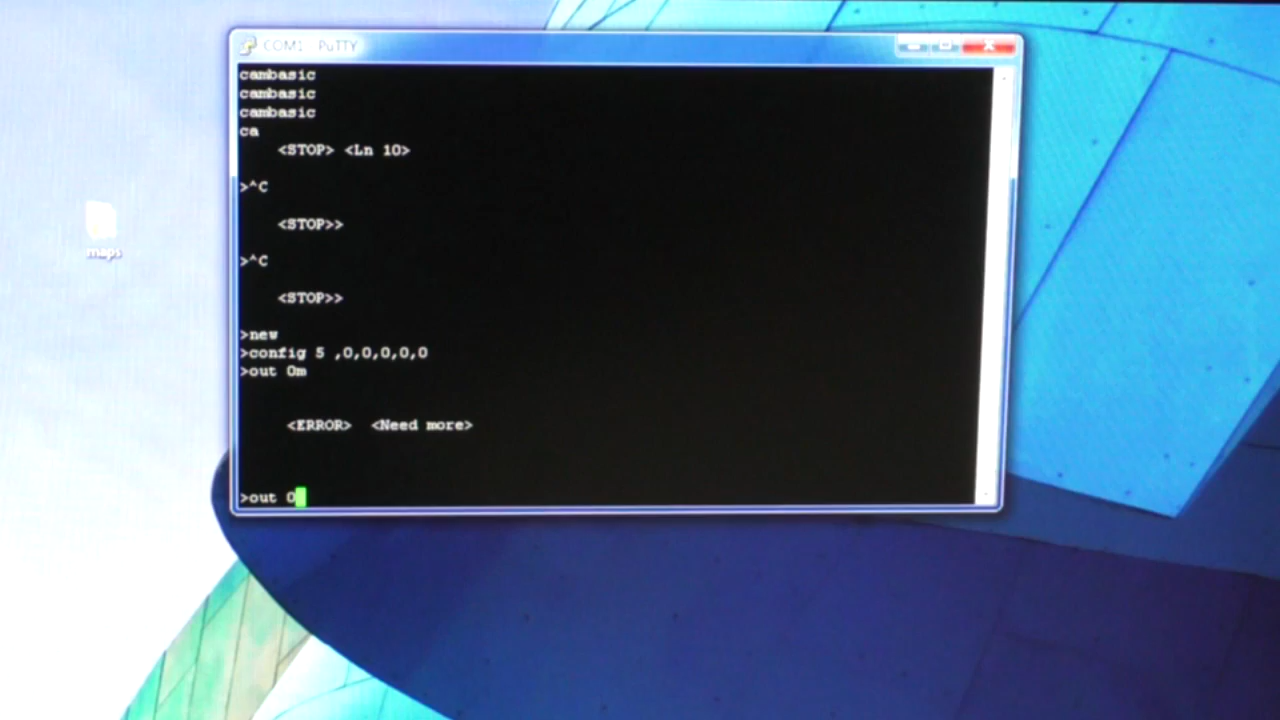 COM1 - PuTTY
cambasic
cambasic
cambasic
ca
<STOP> <Ln 10>
>^C
<STOP>>
>^C
<STOP>>
>new
>config 5 ,0,0,0,0,0
>out 0m
<ERROR> <Need more>
>out 0
maps